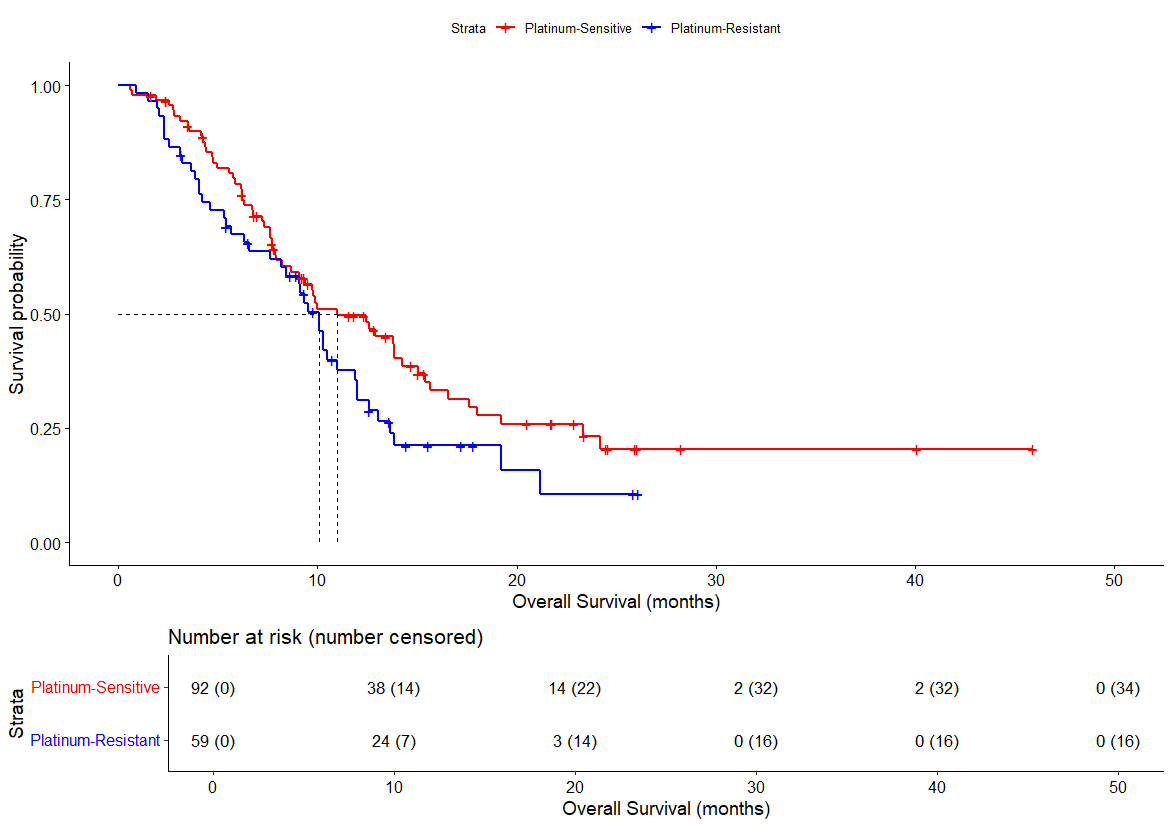 Strata Platinum-Sensitive Platinum-Resistant
1.00
0.75
0.50
0.25
0.00
Survival probability
0 10 20 30 40 50
Overall Survival (months)
Number at risk (number censored)
Strata
Platinum-Sensitive 92 (0) 38 (14) 14 (22) 2 (32) 2 (32) 0 (34)
Platinum-Resistant 59 (0) 24 (7) 3 (14) 0 (16) 0 (16) 0 (16)
0 10 20 30 40 50
Overall Survival (months)